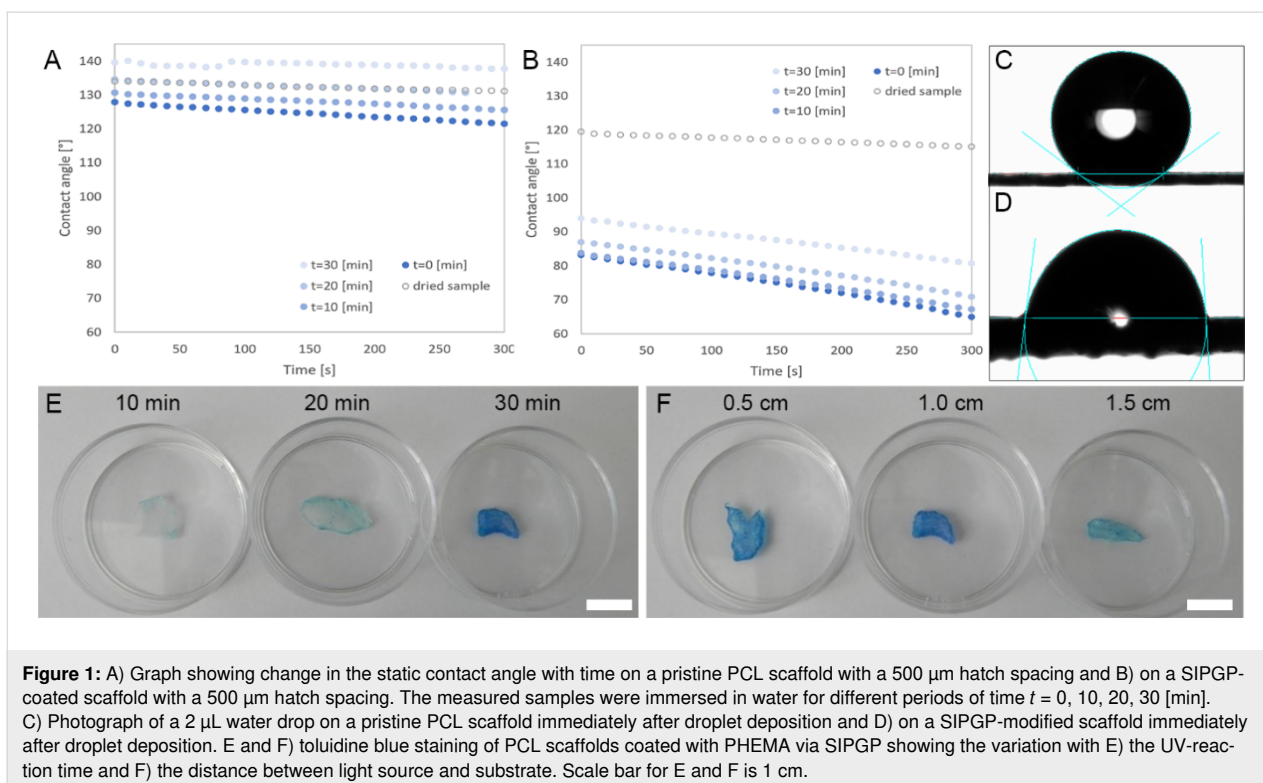 A
140
130
120
110
100
90
80
70
60
Contact angle [°]
0 50 100 150 200 250 300
Time [s]
t=30 [min] t=0 [min]
t=20 [min] dried sample
t=10 [min]
B
140
130
120
110
100
90
80
70
60
Contact angle [°]
t=30 [min] t=0 [min]
t=20 [min] dried sample
t=10 [min]
0 50 100 150 200 250 300
Time [s]
C
D
E 10 min 20 min 30 min
F 0.5 cm 1.0 cm 1.5 cm
Figure 1: A) Graph showing change in the static contact angle with time on a pristine PCL scaffold with a 500 µm hatch spacing and B) on a SIPGP-
coated scaffold with a 500 µm hatch spacing. The measured samples were immersed in water for different periods of time t = 0, 10, 20, 30 [min].
C) Photograph of a 2 µL water drop on a pristine PCL scaffold immediately after droplet deposition and D) on a SIPGP-modified scaffold immediately
after droplet deposition. E and F) toluidine blue staining of PCL scaffolds coated with PHEMA via SIPGP showing the variation with E) the UV-reac-
tion time and F) the distance between light source and substrate. Scale bar for E and F is 1 cm.